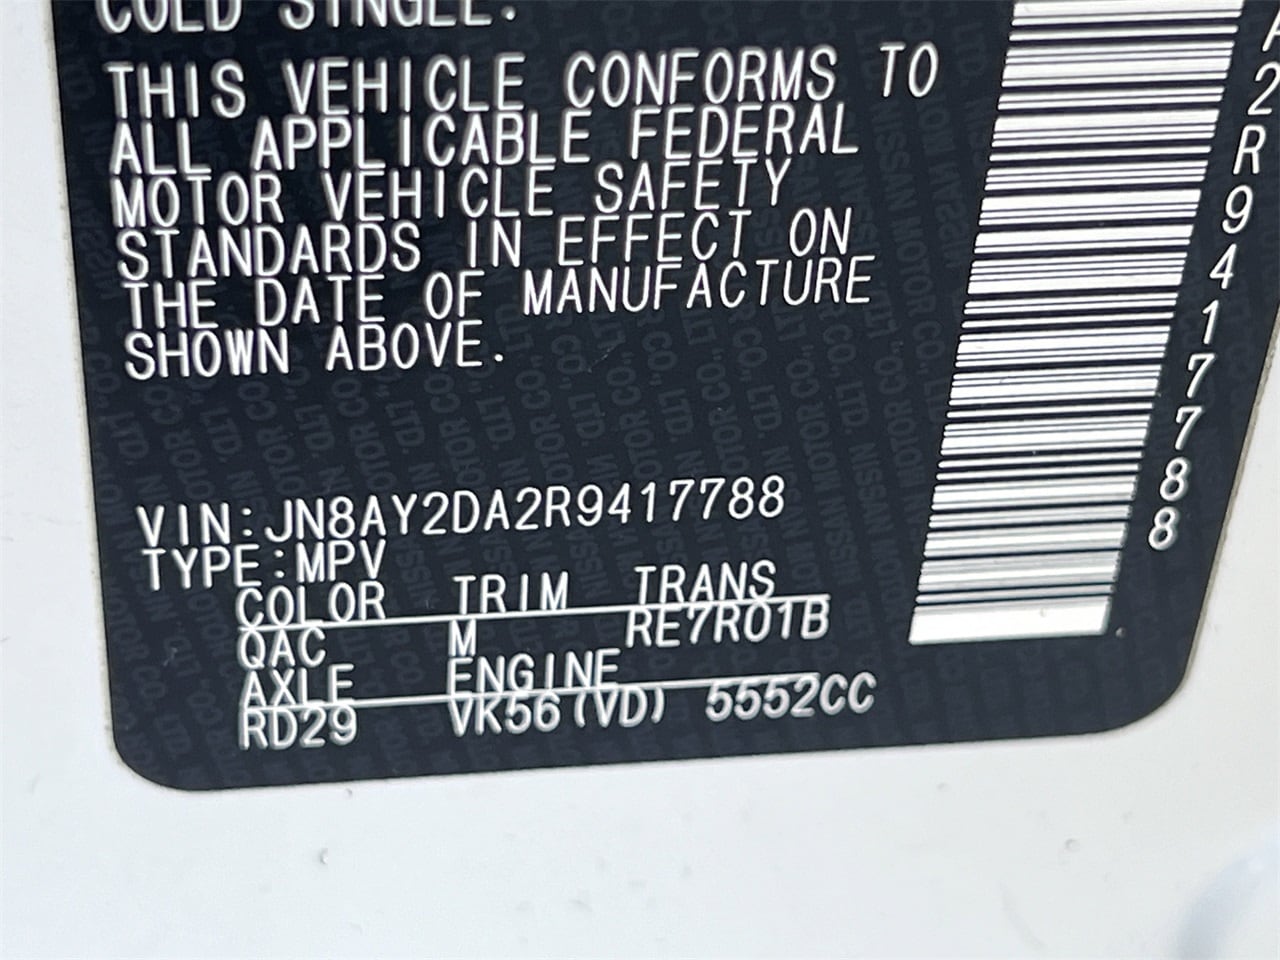 COLD SINGLE.
THIS VEHICLE CONFORMS TO
ALL APPLICABLE FEDERAL
MOTOR VEHICLE SAFETY
STANDARDS IN EFFECT ON
THE DATE OF MANUFACTURE
SHOWN ABOVE.
VIN:JN8AY2DA2R9417788
TYPE:MPV
COLOR TRIM TRANS
QAC M RE7R01B
AXLE ENGINE
RD29 VK56(VD) 5552CC
A2R9417788